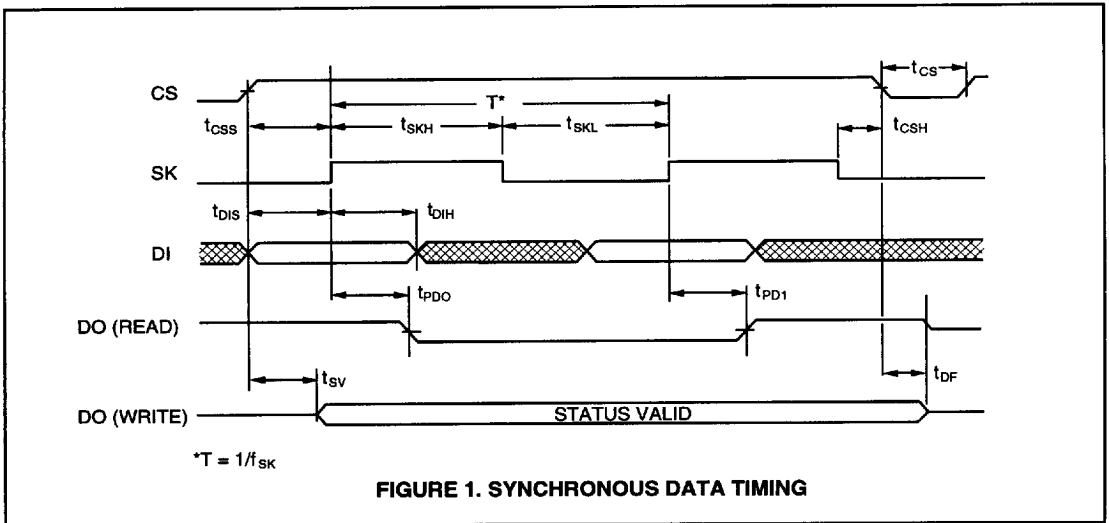 t_CS
CS
T*
t_CSS
t_SKH
t_SKL
t_CSH
SK
t_DIS
t_DIH
DI
t_PDO
t_PD1
DO (READ)
t_SV
t_DF
DO (WRITE)
STATUS VALID
*T = 1/f_SK
FIGURE 1. SYNCHRONOUS DATA TIMING